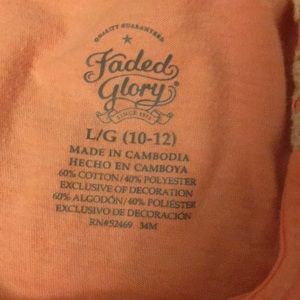 QUALITY GUARANTEED
Faded
Glory
SINCE 1972
L/G (10-12)
MADE IN CAMBODIA
HECHO EN CAMBOYA
60% COTTON/40% POLYESTER
EXCLUSIVE OF DECORATION
60% ALGODÓN/40% POLIÉSTER
EXCLUSIVO DE DECORACIÓN
RN#52469 34M